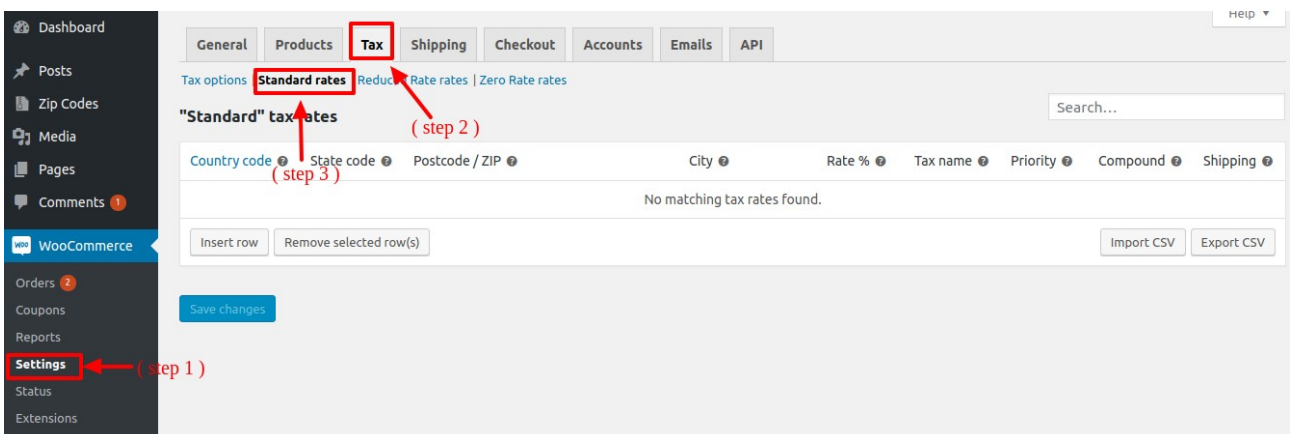 Help
Dashboard
General Products Tax Shipping Checkout Accounts Emails API
Posts
Tax options | Standard rates Reduc Rate rates | Zero Rate rates
Zip Codes
"Standard" tax rates
Search...
( step 2 )
Media
Country code State code Postcode / ZIP City Rate % Tax name Priority Compound Shipping
Pages
( step 3 )
Comments 1
No matching tax rates found.
WooCommerce
Insert row Remove selected row(s) Import CSV Export CSV
Orders 2
Coupons
Save changes
Reports
Settings
( step 1 )
Status
Extensions